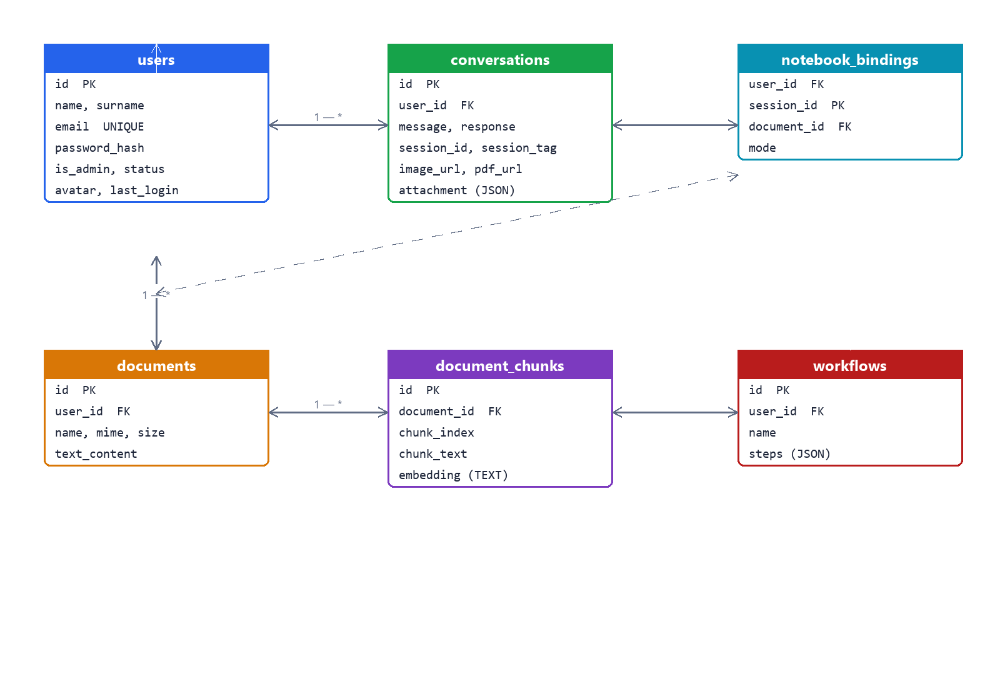 users
id  PK
name, surname
email  UNIQUE
password_hash
is_admin, status
avatar, last_login
1 — *
conversations
id  PK
user_id  FK
message, response
session_id, session_tag
image_url, pdf_url
attachment (JSON)
notebook_bindings
user_id  FK
session_id  PK
document_id  FK
mode
1 — *
documents
id  PK
user_id  FK
name, mime, size
text_content
1 — *
document_chunks
id  PK
document_id  FK
chunk_index
chunk_text
embedding (TEXT)
workflows
id  PK
user_id  FK
name
steps (JSON)